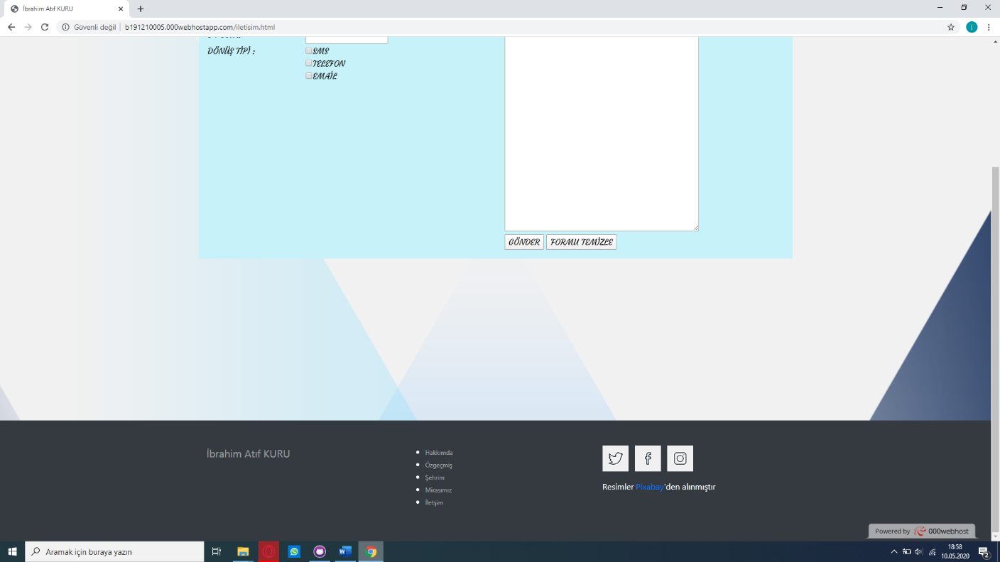 İbrahim Atıf KURU
Güvenli değil
b191210005.000webhostapp.com/iletisim.html
i
DÖNÜŞ TİPİ :
SMS
TELEFON
EMAİL
GÖNDER
FORMU TEMİZLE
İbrahim Atıf KURU
Hakkımda
Özgeçmiş
Şehrim
Mirasımız
İletşim
Resimler Pixabay'den alınmıştır
Powered by 000webhost
Aramak için buraya yazın
18:58
10.05.2020
2